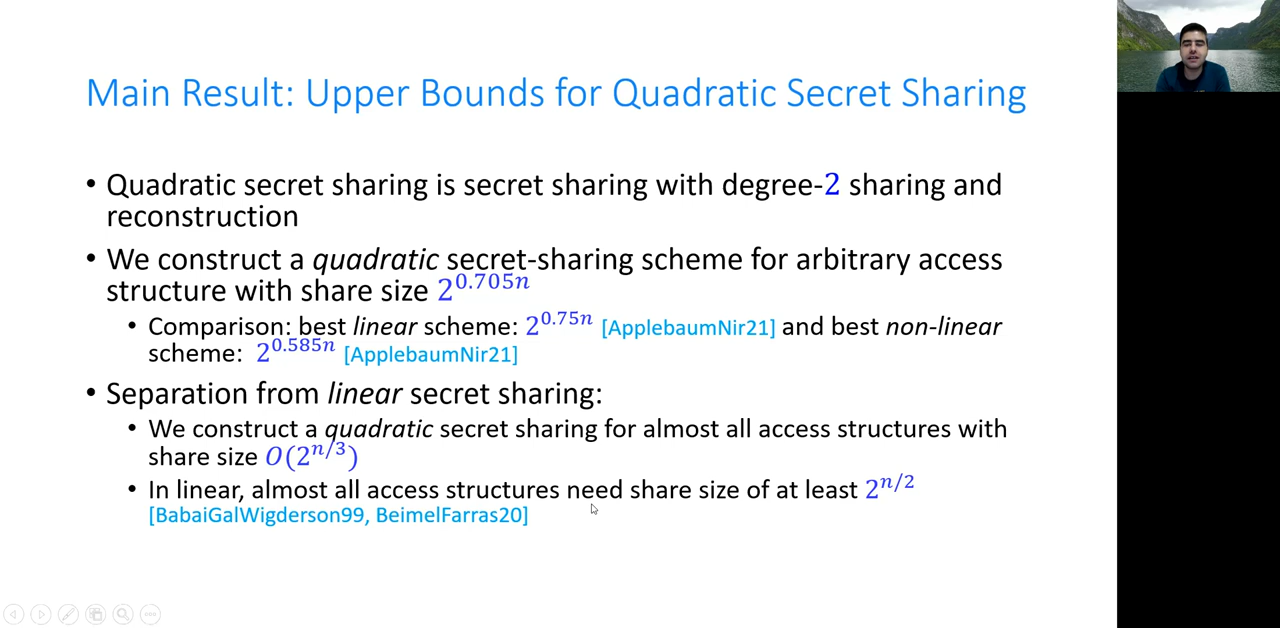 Main Result: Upper Bounds for Quadratic Secret Sharing
• Quadratic secret sharing is secret sharing with degree-2 sharing and
reconstruction
• We construct a quadratic secret-sharing scheme for arbitrary access
structure with share size 2^{0.705n}
• Comparison: best linear scheme: 2^{0.75n} [ApplebaumNir21] and best non-linear
scheme: 2^{0.585n} [ApplebaumNir21]
• Separation from linear secret sharing:
• We construct a quadratic secret sharing for almost all access structures with
share size O(2^{n/3})
• In linear, almost all access structures need share size of at least 2^{n/2}
[BabaiGalWigderson99, BeimelFarras20]